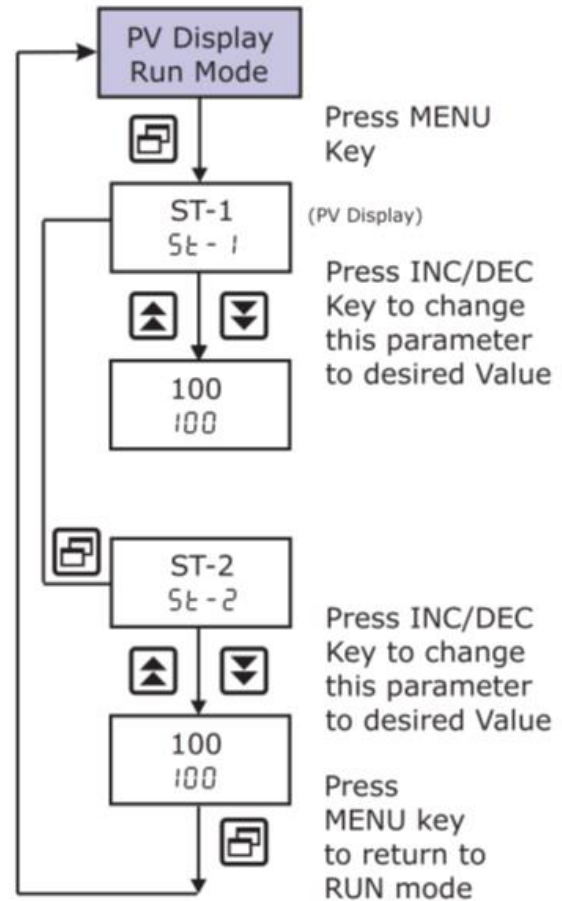 PV Display
Run Mode
Press MENU
Key
ST-1
St-1
(PV Display)
Press INC/DEC
Key to change
this parameter
to desired Value
100
100
ST-2
St-2
Press INC/DEC
Key to change
this parameter
to desired Value
100
100
Press
MENU key
to return to
RUN mode